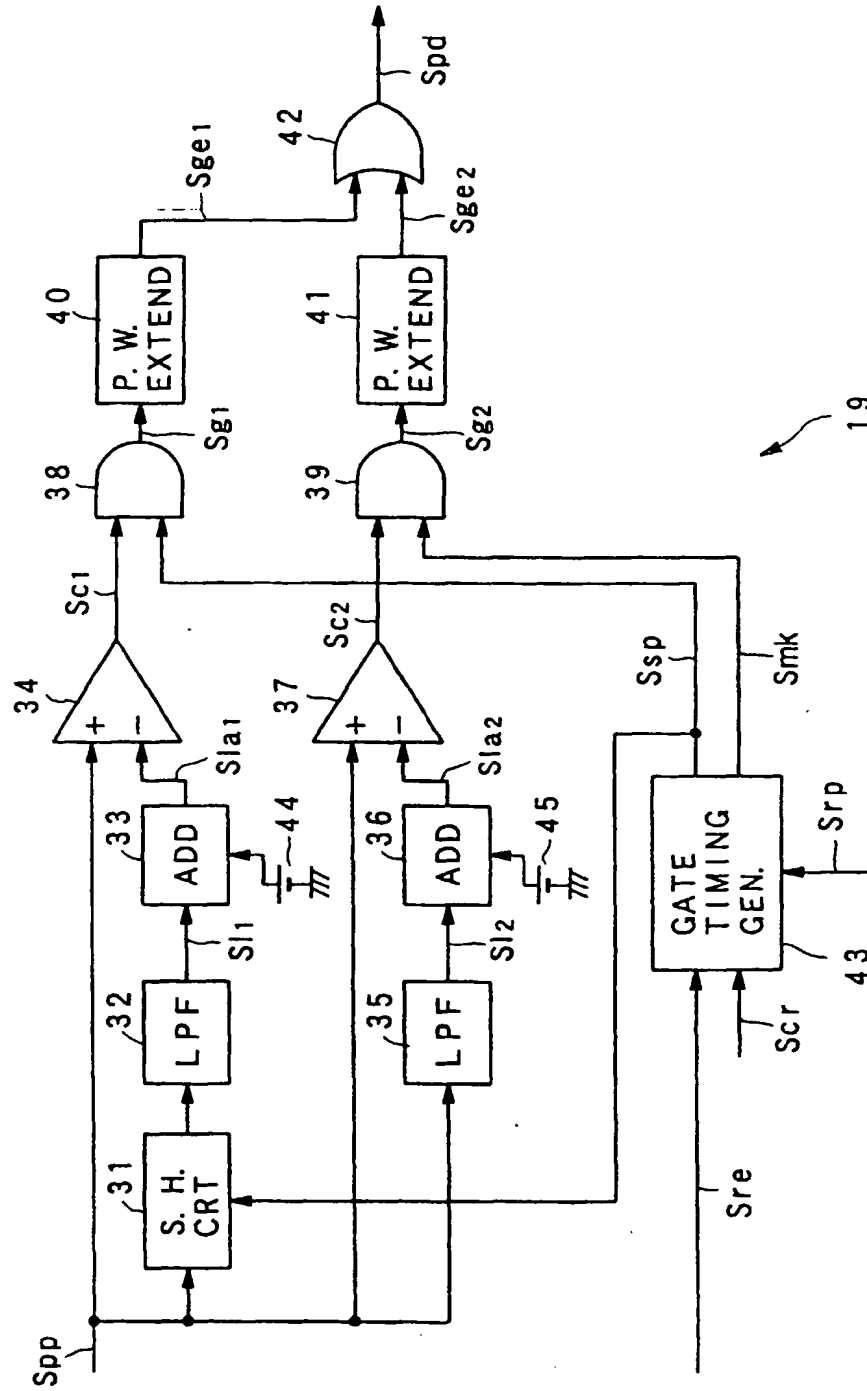 Spp
31
S. H.
CRT
32
LPF
Sl1
33
ADD
44
Sla1
34
+
−
Sc1
38
Sg1
40
P. W.
EXTEND
Sge1
35
LPF
Sl2
36
ADD
45
Sla2
37
+
−
Sc2
39
Sg2
41
P. W.
EXTEND
Sge2
42
Spd
Sre
Scr
43
GATE
TIMING
GEN.
Srp
Ssp
Smk
19